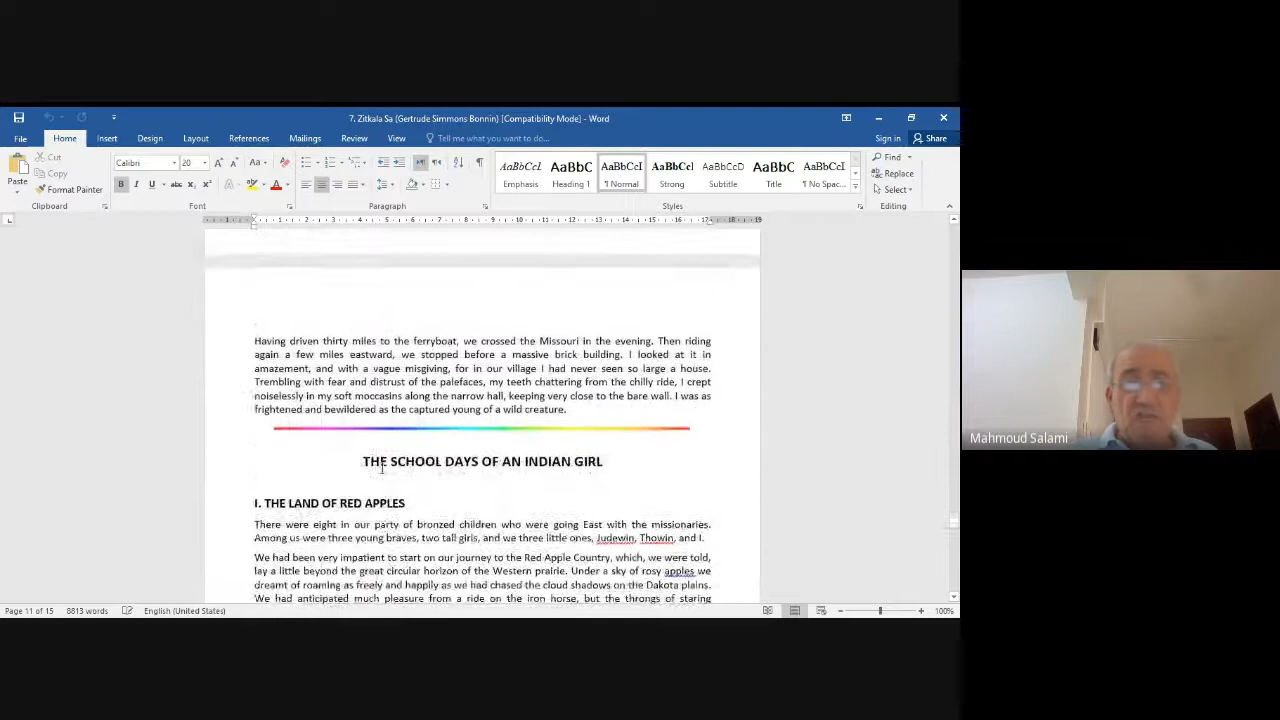 7. Zitkala Sa (Gertrude Simmons Bonnin) [Compatibility Mode] - Word
File Home Insert Design Layout References Mailings Review View Tell me what you want to do... Sign in Share
Paste Cut Copy Format Painter
Calibri 20
AaBbCcI AaBbC AaBbCcI AaBbCcI AaBbCcD AaBbC AaBbCcI
Emphasis Heading 1 ¶ Normal Strong Subtitle Title ¶ No Spac...
Find Replace Select
Clipboard Font Paragraph Styles Editing
Having driven thirty miles to the ferryboat, we crossed the Missouri in the evening. Then riding
again a few miles eastward, we stopped before a massive brick building. I looked at it in
amazement, and with a vague misgiving, for in our village I had never seen so large a house.
Trembling with fear and distrust of the palefaces, my teeth chattering from the chilly ride, I crept
noiselessly in my soft moccasins along the narrow hall, keeping very close to the bare wall. I was as
frightened and bewildered as the captured young of a wild creature.
THE SCHOOL DAYS OF AN INDIAN GIRL
I. THE LAND OF RED APPLES
There were eight in our party of bronzed children who were going East with the missionaries.
Among us were three young braves, two tall girls, and we three little ones, Judewin, Thowin, and I.
We had been very impatient to start on our journey to the Red Apple Country, which, we were told,
lay a little beyond the great circular horizon of the Western prairie. Under a sky of rosy apples we
dreamt of roaming as freely and happily as we had chased the cloud shadows on the Dakota plains.
We had anticipated much pleasure from a ride on the iron horse, but the throngs of staring
Mahmoud Salami
Page 11 of 15 8813 words English (United States) 100%